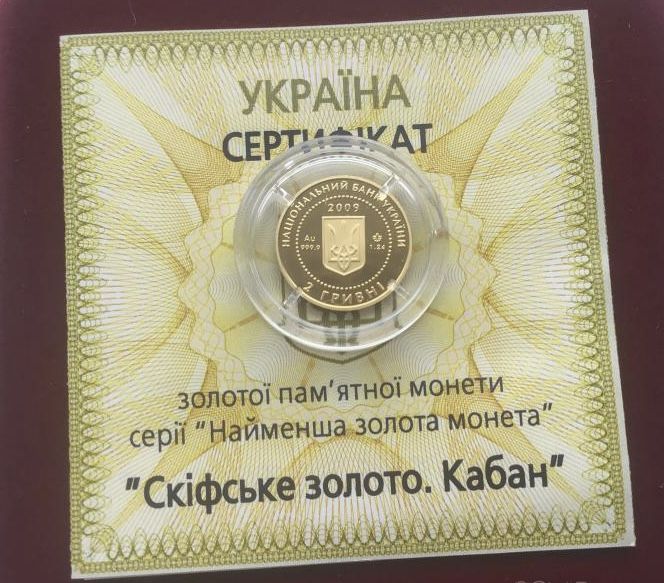 УКРАЇНА
СЕРТИФІКАТ
НАЦІОНАЛЬНИЙ БАНК УКРАЇНИ
2009
Au
999,9
1,24
2 ГРИВНІ
золотої пам'ятної монети
серії "Найменша золота монета"
"Скіфське золото. Кабан"